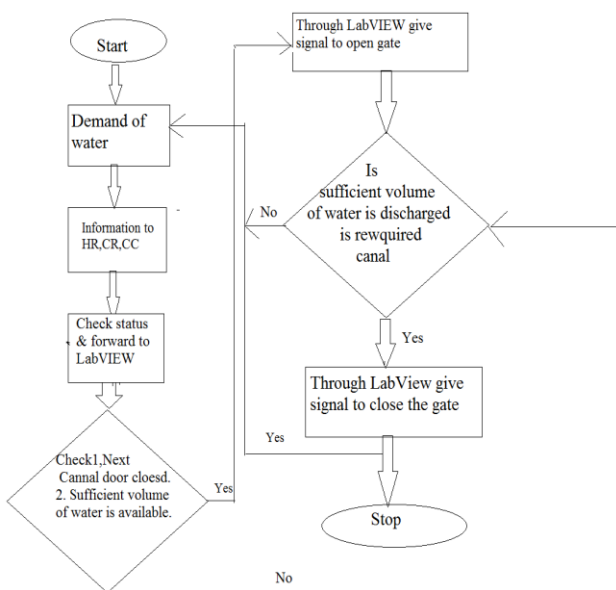 Start
Demand of
water
Information to
HR,CR,CC
Check status
& forward to
LabVIEW
Check1,Next
Cannal door cloesd.
2. Sufficient volume
of water is available.
Yes
No
Through LabVIEW give
signal to open gate
Is
sufficient volume
of water is discharged
is rewquired
canal
No
Yes
Through LabView give
signal to close the gate
Yes
Stop